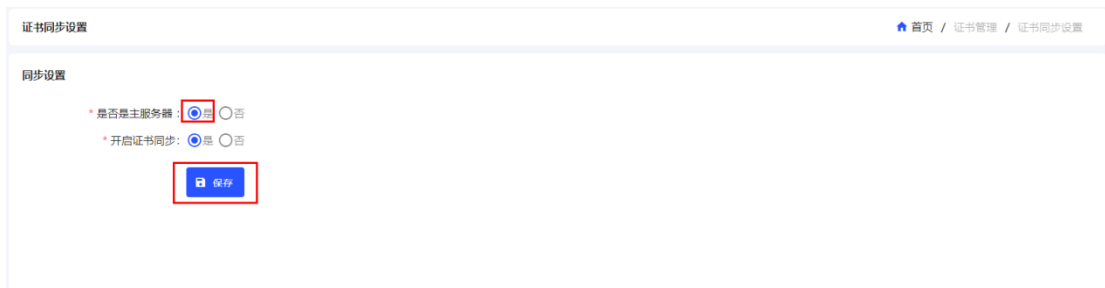 证书同步设置
首页 / 证书管理 / 证书同步设置
同步设置
* 是否是主服务器： 是 否
* 开启证书同步： 是 否
保存